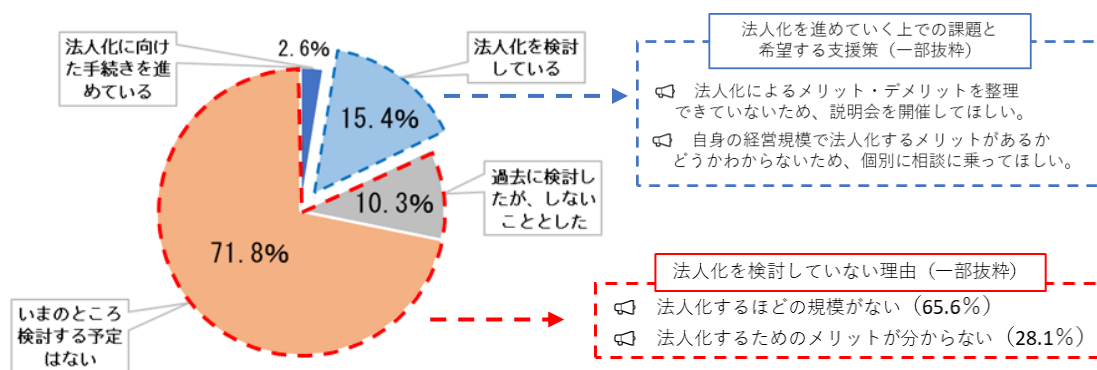 法人化に向け
た手続きを進
めている
2.6%
法人化を検討
している
15.4%
過去に検討し
たが、しない
こととした
10.3%
71.8%
いまのところ
検討する予定
はない
法人化を進めていく上での課題と
希望する支援策（一部抜粋）
法人化によるメリット・デメリットを整理
できていないため、説明会を開催してほしい。
自身の経営規模で法人化するメリットがあるか
どうかわからないため、個別に相談に乗ってほしい。
法人化を検討していない理由（一部抜粋）
法人化するほどの規模がない（65.6％）
法人化するためのメリットが分からない（28.1％）